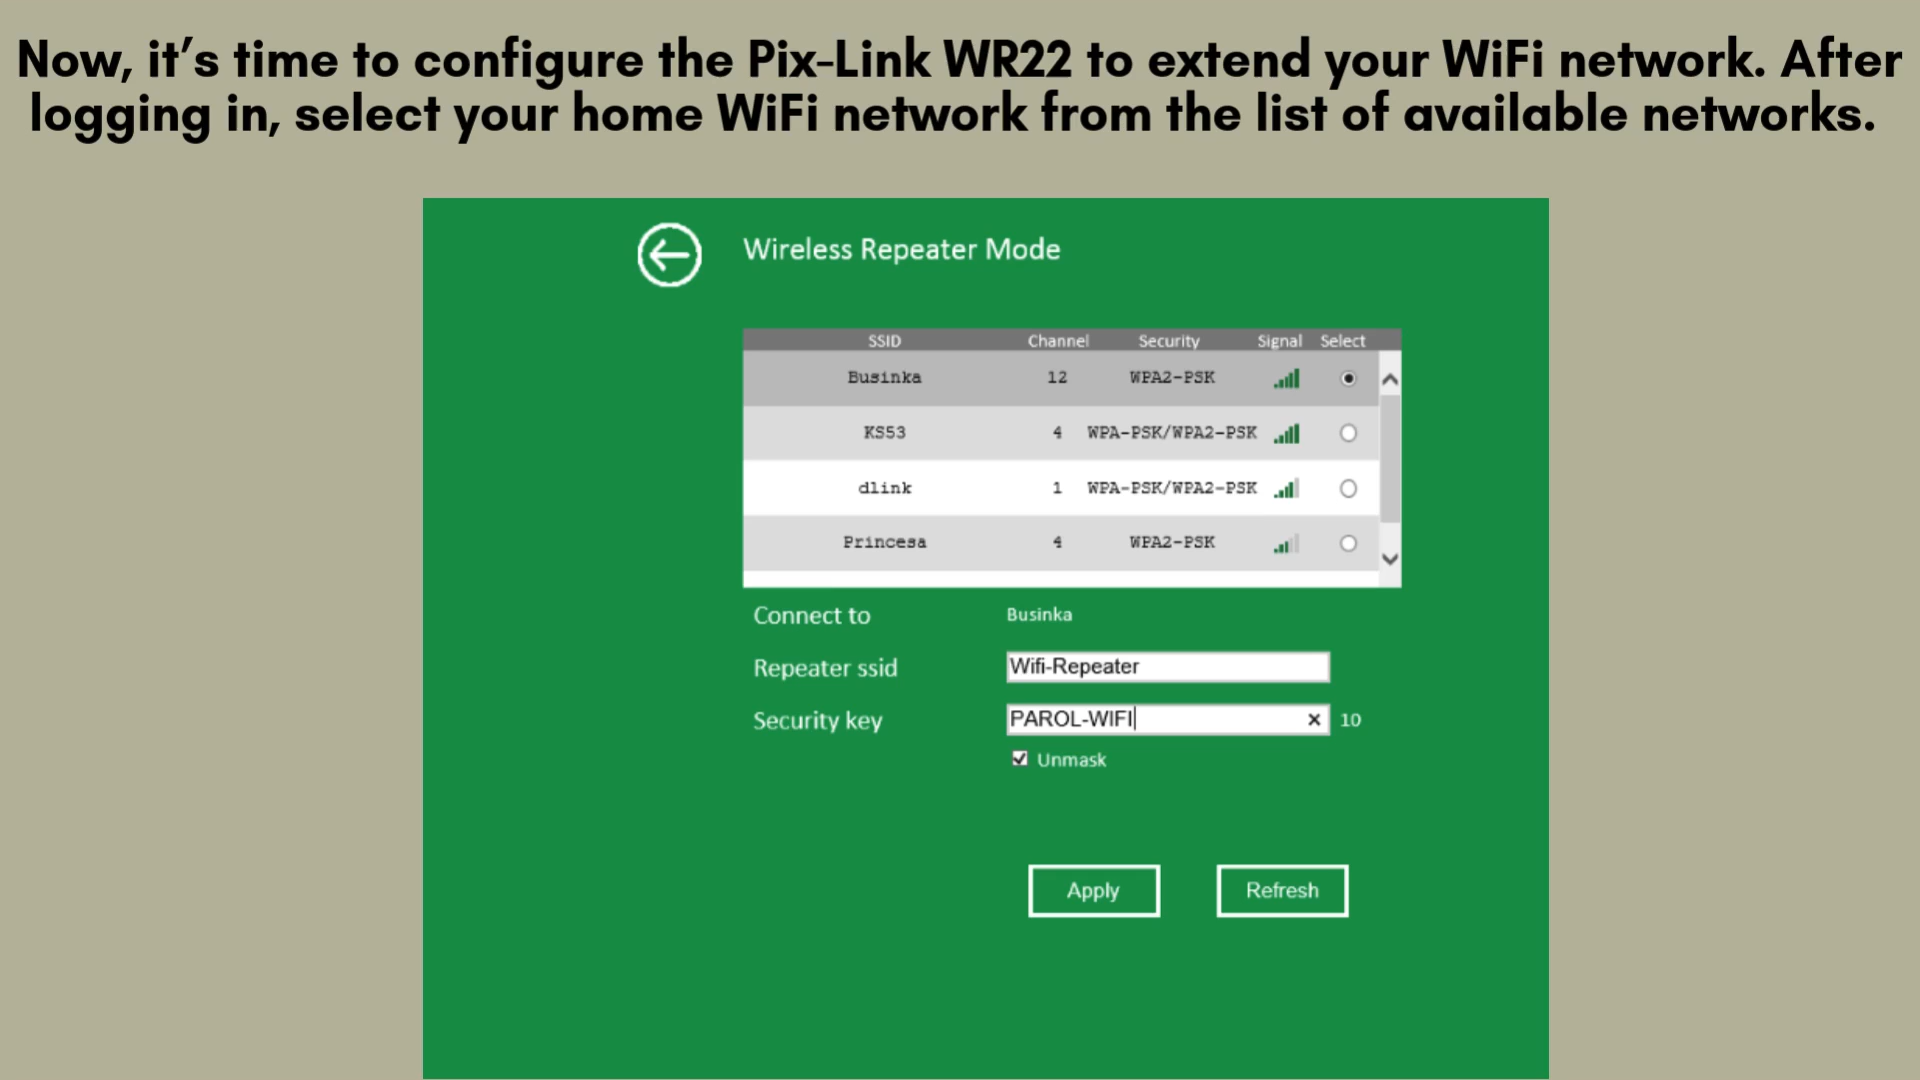 Now, it's time to configure the Pix-Link WR22 to extend your WiFi network. After
logging in, select your home WiFi network from the list of available networks.
Wireless Repeater Mode
SSID Channel Security Signal Select
Businka 12 WPA2-PSK
KS53 4 WPA-PSK/WPA2-PSK
dlink 1 WPA-PSK/WPA2-PSK
Princesa 4 WPA2-PSK
Connect to Businka
Repeater ssid Wifi-Repeater
Security key PAROL-WIFI 10
Unmask
Apply Refresh